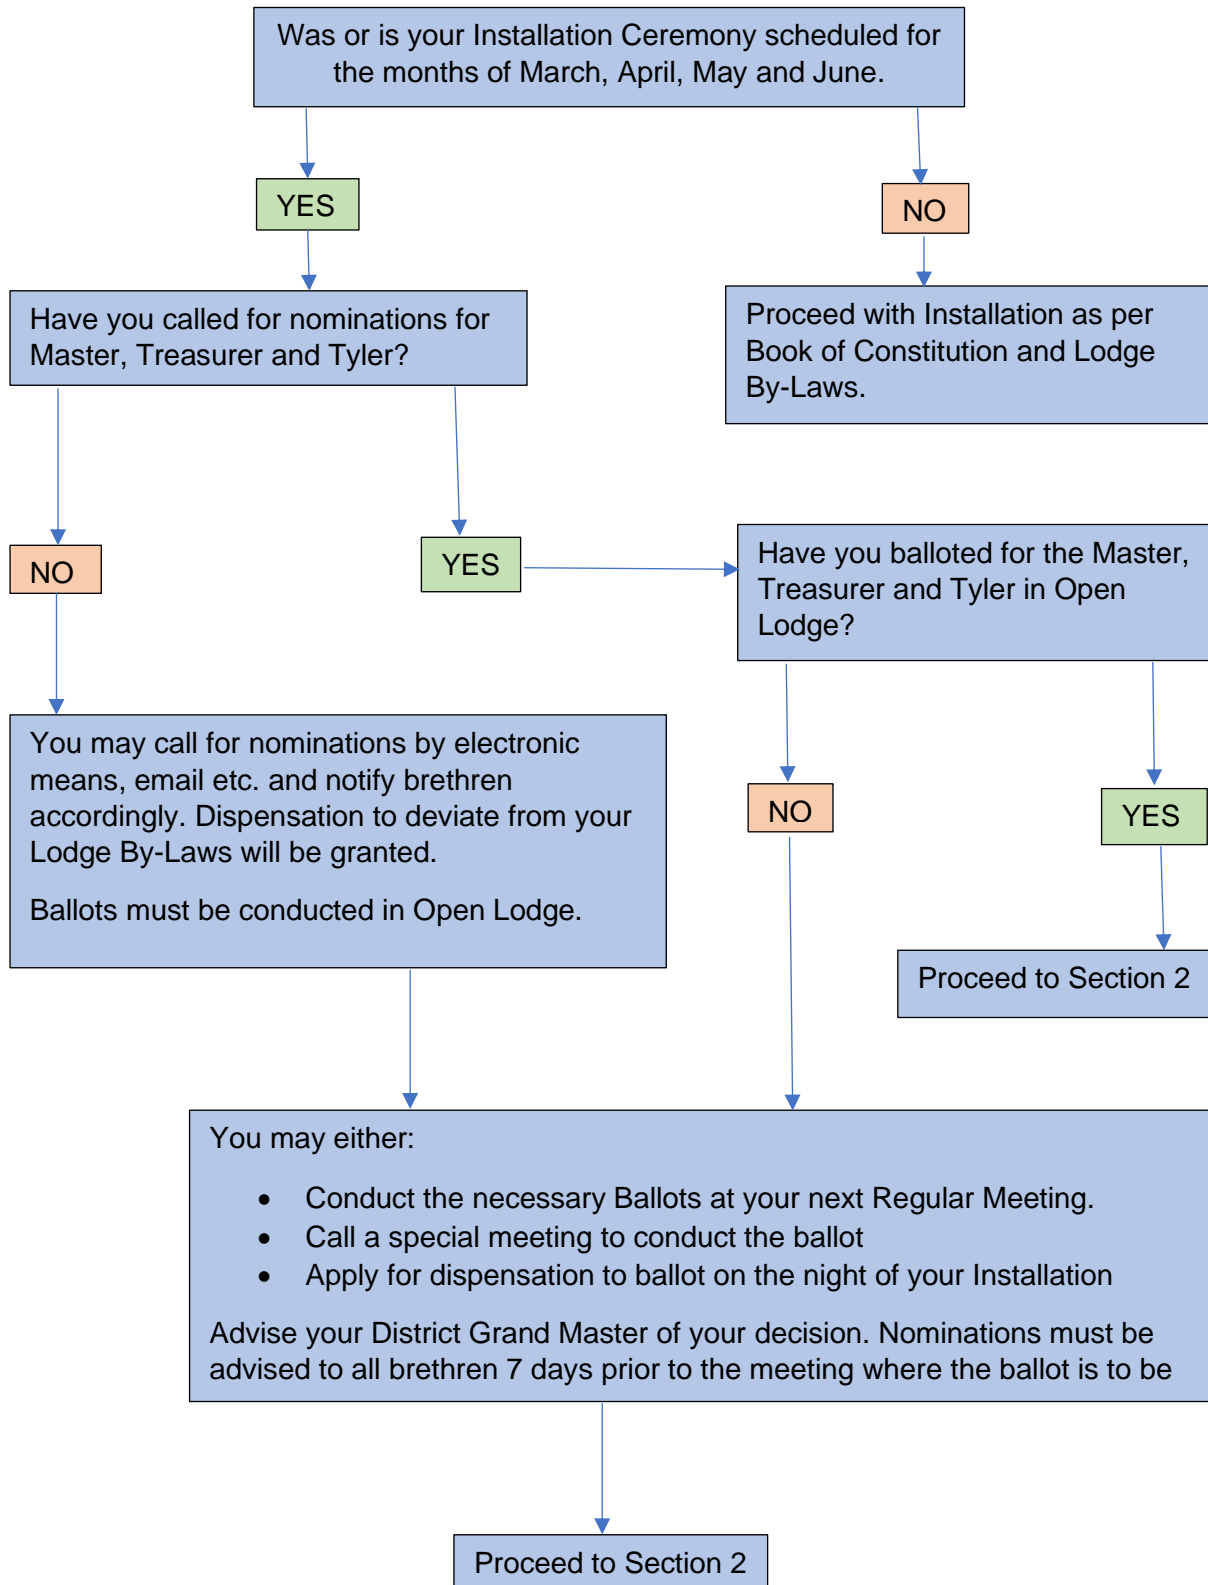 Was or is your Installation Ceremony scheduled for
the months of March, April, May and June.
YES
NO
Have you called for nominations for
Master, Treasurer and Tyler?
Proceed with Installation as per
Book of Constitution and Lodge
By-Laws.
NO
YES
Have you balloted for the Master,
Treasurer and Tyler in Open
Lodge?
You may call for nominations by electronic
means, email etc. and notify brethren
accordingly. Dispensation to deviate from your
Lodge By-Laws will be granted.
Ballots must be conducted in Open Lodge.
NO
YES
Proceed to Section 2
You may either:
• Conduct the necessary Ballots at your next Regular Meeting.
• Call a special meeting to conduct the ballot
• Apply for dispensation to ballot on the night of your Installation
Advise your District Grand Master of your decision. Nominations must be
advised to all brethren 7 days prior to the meeting where the ballot is to be
Proceed to Section 2